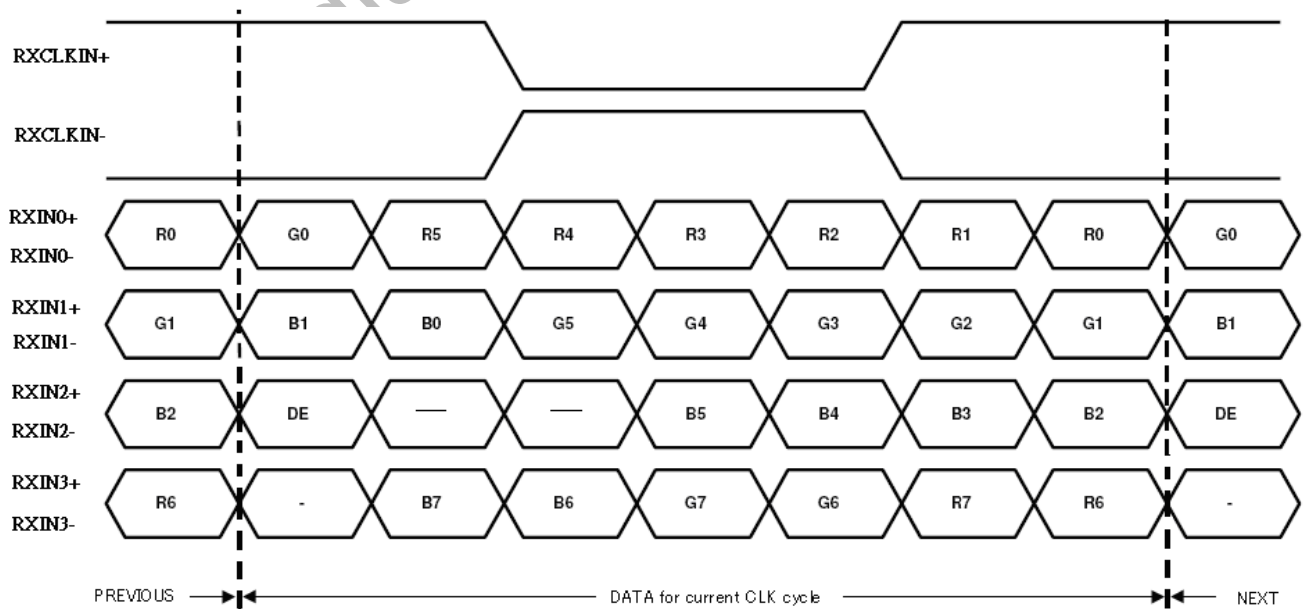 RXCLKIN+
RXCLKIN-
RXIN0+
RXIN0-
R0 G0 R5 R4 R3 R2 R1 R0 G0
RXIN1+
RXIN1-
G1 B1 B0 G5 G4 G3 G2 G1 B1
RXIN2+
RXIN2-
B2 DE — — B5 B4 B3 B2 DE
RXIN3+
RXIN3-
R6 - B7 B6 G7 G6 R7 R6 -
PREVIOUS DATA for current CLK cycle NEXT